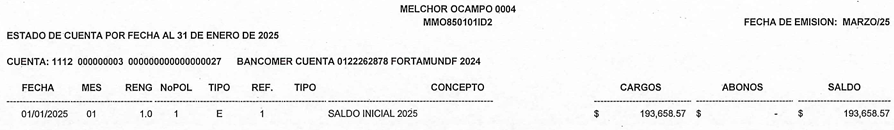 MELCHOR OCAMPO 0004
MMO850101ID2
FECHA DE EMISION: MARZO/25
ESTADO DE CUENTA POR FECHA AL 31 DE ENERO DE 2025
CUENTA: 1112 000000003 000000000000000027 BANCOMER CUENTA 0122262878 FORTAMUNDF 2024
FECHA MES RENG NoPOL TIPO REF. TIPO CONCEPTO CARGOS ABONOS SALDO
01/01/2025 01 1.0 1 E 1 SALDO INICIAL 2025 $ 193,658.57 $ - $ 193,658.57